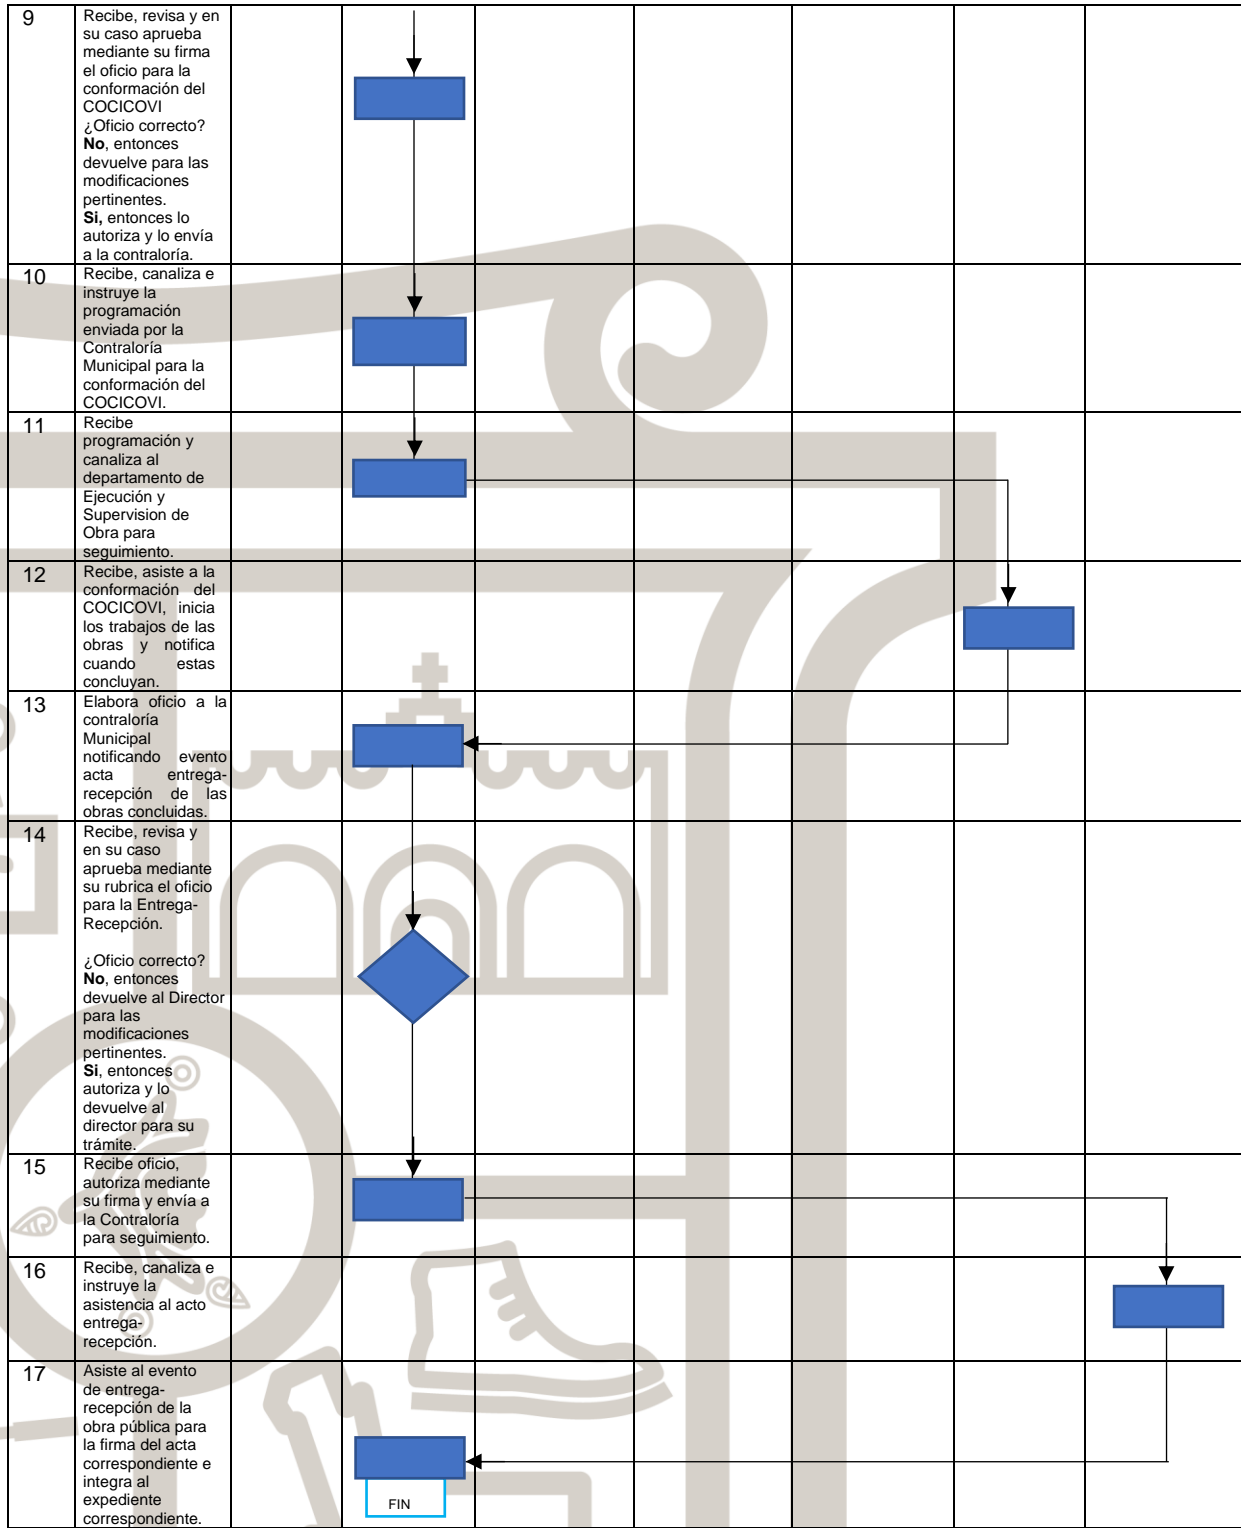 9
Recibe, revisa y en
su caso aprueba
mediante su firma
el oficio para la
conformación del
COCICOVI
¿Oficio correcto?
No, entonces
devuelve para las
modificaciones
pertinentes.
Si, entonces lo
autoriza y lo envía
a la contraloría.
10
Recibe, canaliza e
instruye la
programación
enviada por la
Contraloría
Municipal para la
conformación del
COCICOVI.
11
Recibe
programación y
canaliza al
departamento de
Ejecución y
Supervision de
Obra para
seguimiento.
12
Recibe, asiste a la
conformación del
COCICOVI, inicia
los trabajos de las
obras y notifica
cuando estas
concluyan.
13
Elabora oficio a la
contraloría
Municipal
notificando evento
acta entrega-
recepción de las
obras concluidas.
14
Recibe, revisa y
en su caso
aprueba mediante
su rubrica el oficio
para la Entrega-
Recepción.
¿Oficio correcto?
No, entonces
devuelve al Director
para las
modificaciones
pertinentes.
Si, entonces
autoriza y lo
devuelve al
director para su
trámite.
15
Recibe oficio,
autoriza mediante
su firma y envía a
la Contraloría
para seguimiento.
16
Recibe, canaliza e
instruye la
asistencia al acto
entrega-
recepción.
17
Asiste al evento
de entrega-
recepción de la
obra pública para
la firma del acta
correspondiente e
integra al
expediente
correspondiente.
FIN